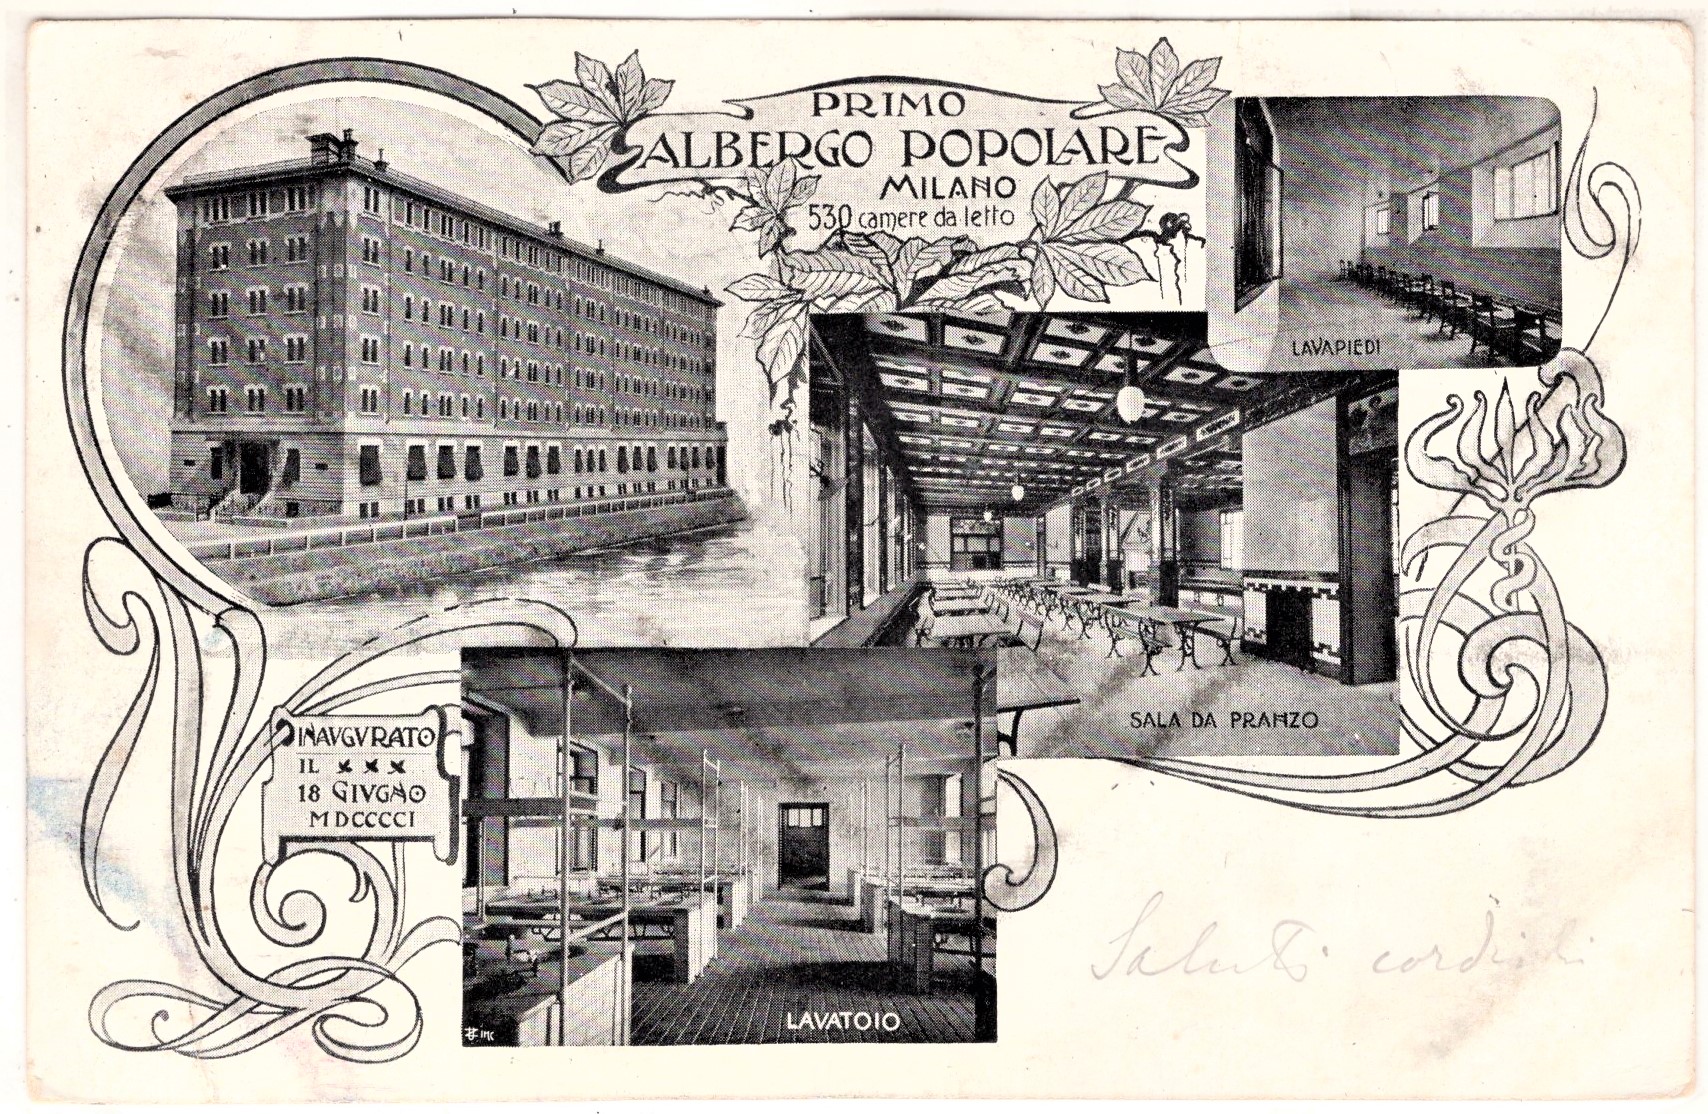 PRIMO
ALBERGO POPOLARE
MILANO
530 camere da letto
LAVAPIEDI
SALA DA PRANZO
INAVGVRATO
IL
18 GIVGNO
MDCCCCI
LAVATOIO
Saluti cordiali